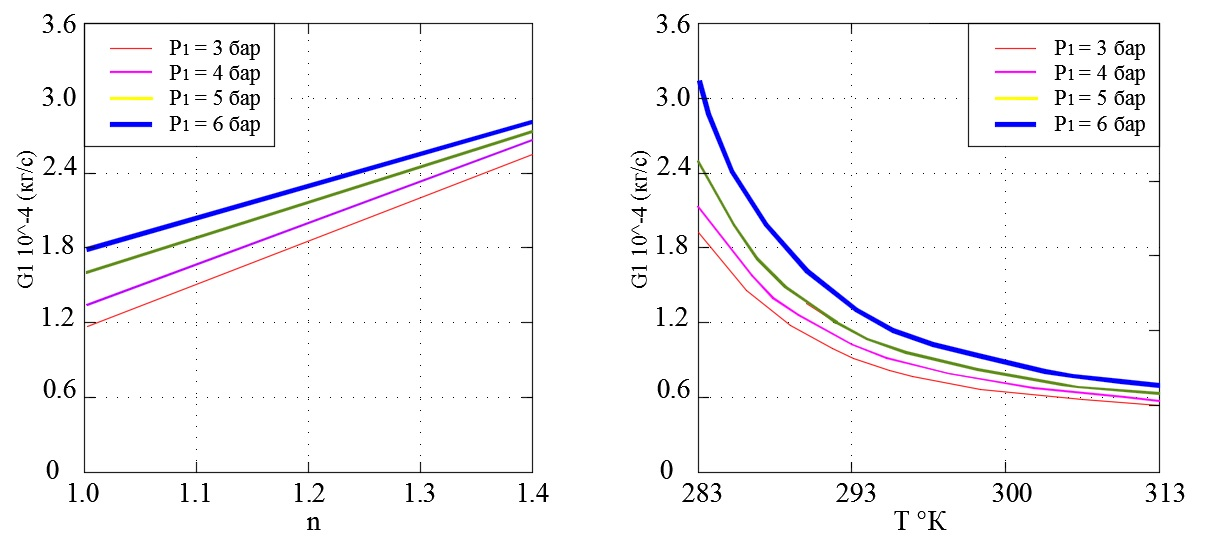 3.6
3.0
2.4
1.8
1.2
0.6
0
G1 10^-4 (кг/с)
P1 = 3 бар
P1 = 4 бар
P1 = 5 бар
P1 = 6 бар
1.0 1.1 1.2 1.3 1.4
n
3.6
3.0
2.4
1.8
1.2
0.6
0
G1 10^-4 (кг/с)
P1 = 3 бар
P1 = 4 бар
P1 = 5 бар
P1 = 6 бар
283 293 300 313
T °K